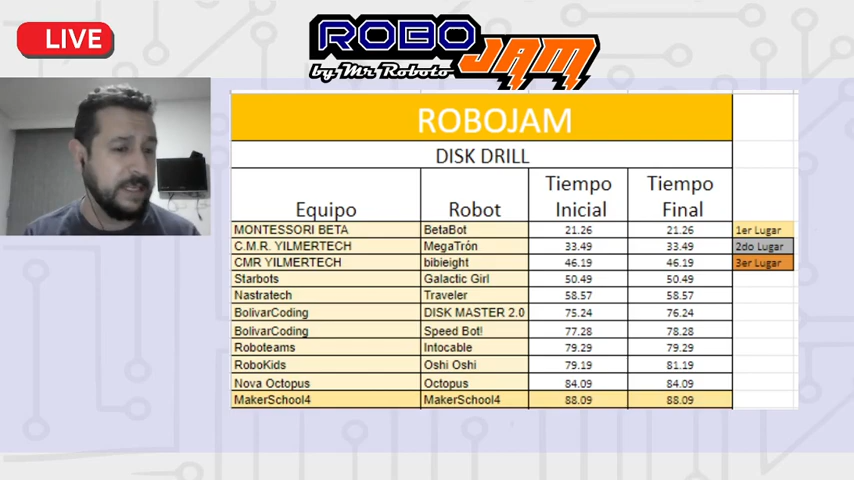 LIVE
ROBO
JAM
by Mr Roboto
ROBOJAM
DISK DRILL
Equipo Robot Tiempo Inicial Tiempo Final
MONTESSORI BETA BetaBot 21.26 21.26 1er Lugar
C.M.R. YILMERTECH MegaTrón 33.49 33.49 2do Lugar
CMR YILMERTECH bibieight 46.19 46.19 3er Lugar
Starbots Galactic Girl 50.49 50.49
Nastratech Traveler 58.57 58.57
BolivarCoding DISK MASTER 2.0 75.24 76.24
BolivarCoding Speed Bot! 77.28 78.28
Roboteams Intocable 79.29 79.29
RoboKids Oshi Oshi 79.19 81.19
Nova Octopus Octopus 84.09 84.09
MakerSchool4 MakerSchool4 88.09 88.09